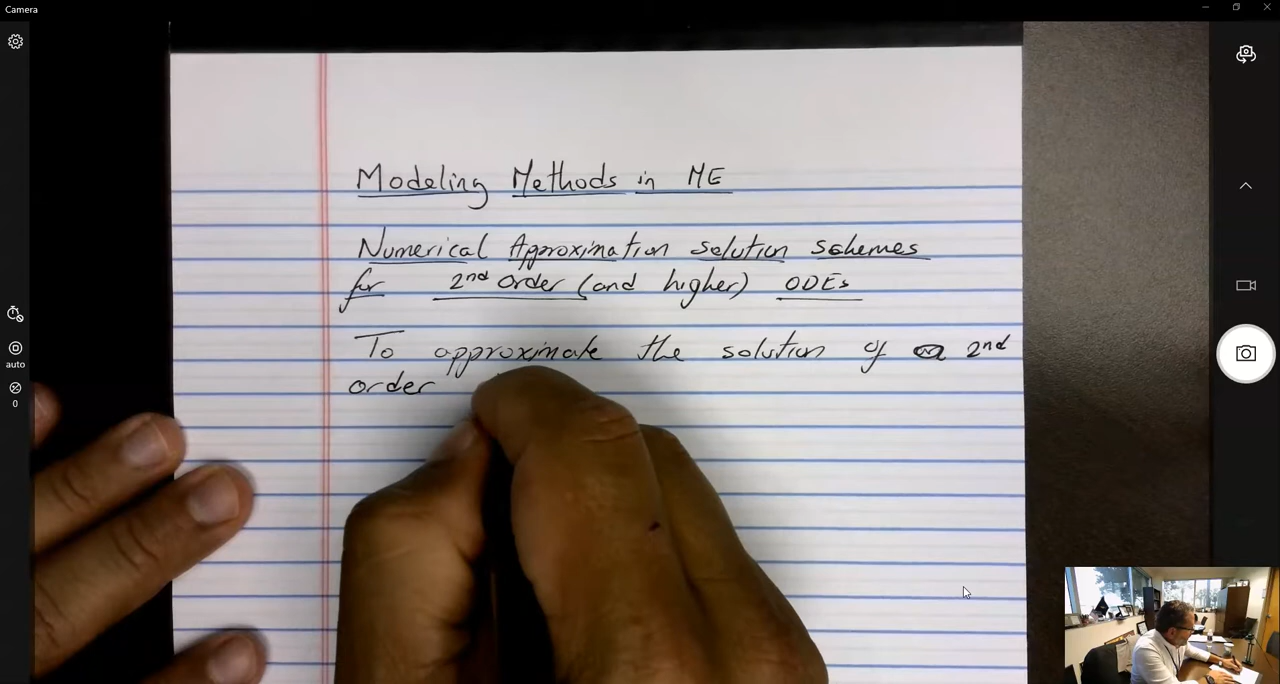 Camera
Modeling Methods in ME
Numerical Approximation solution schemes
for 2nd order (and higher) ODEs
To approximate the solution of 2nd
order
auto
0